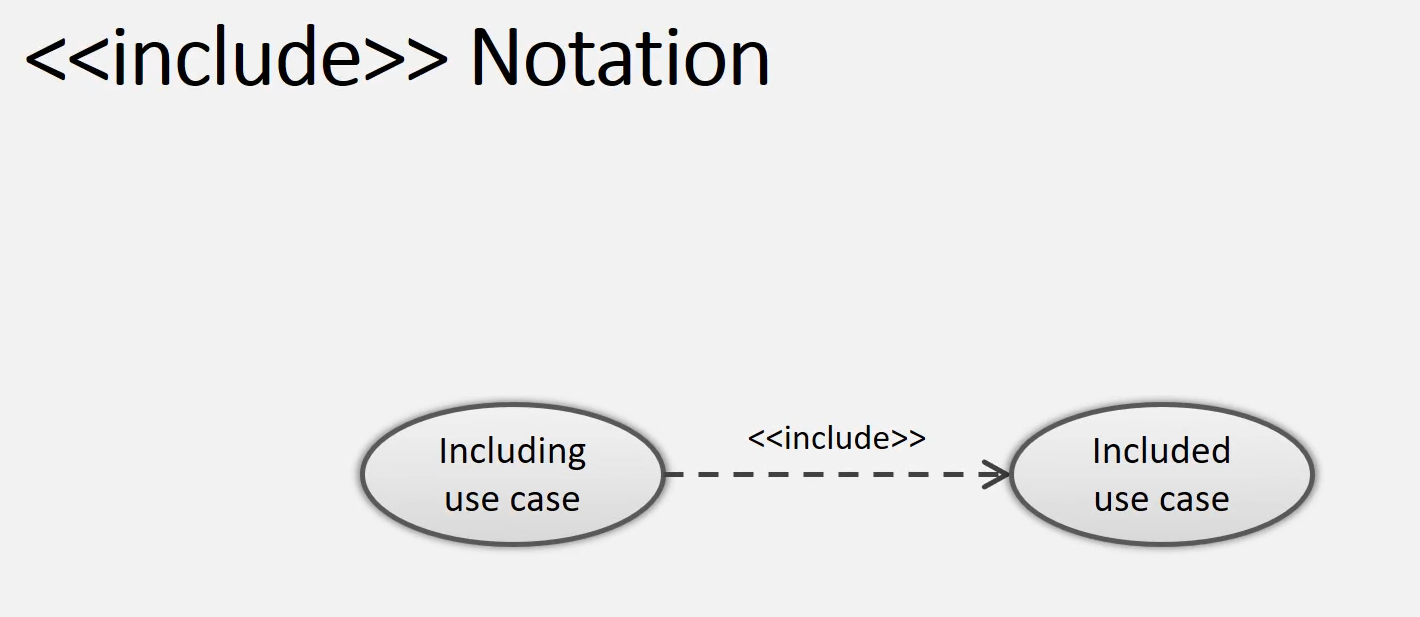 <<include>> Notation
<<include>>
Including
use case
Included
use case